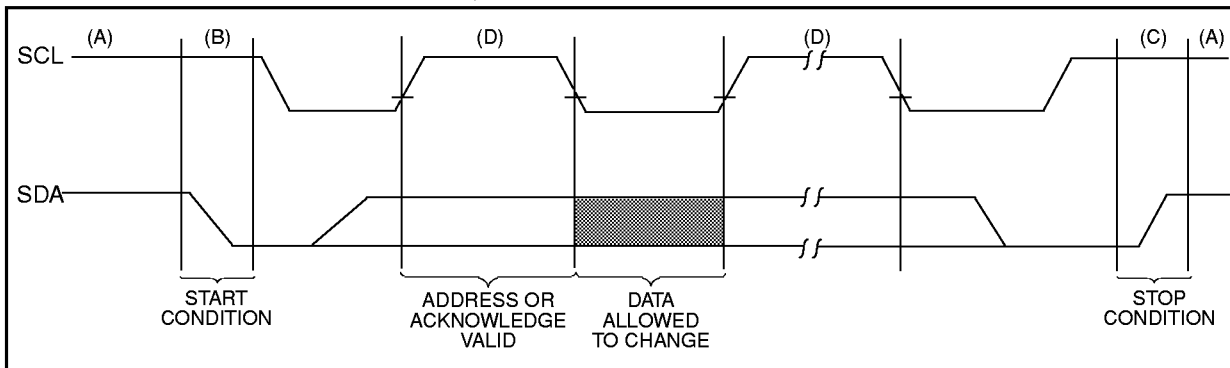 (A) (B) (D) (D) (C) (A)
SCL
SDA
START
CONDITION
ADDRESS OR
ACKNOWLEDGE
VALID
DATA
ALLOWED
TO CHANGE
STOP
CONDITION